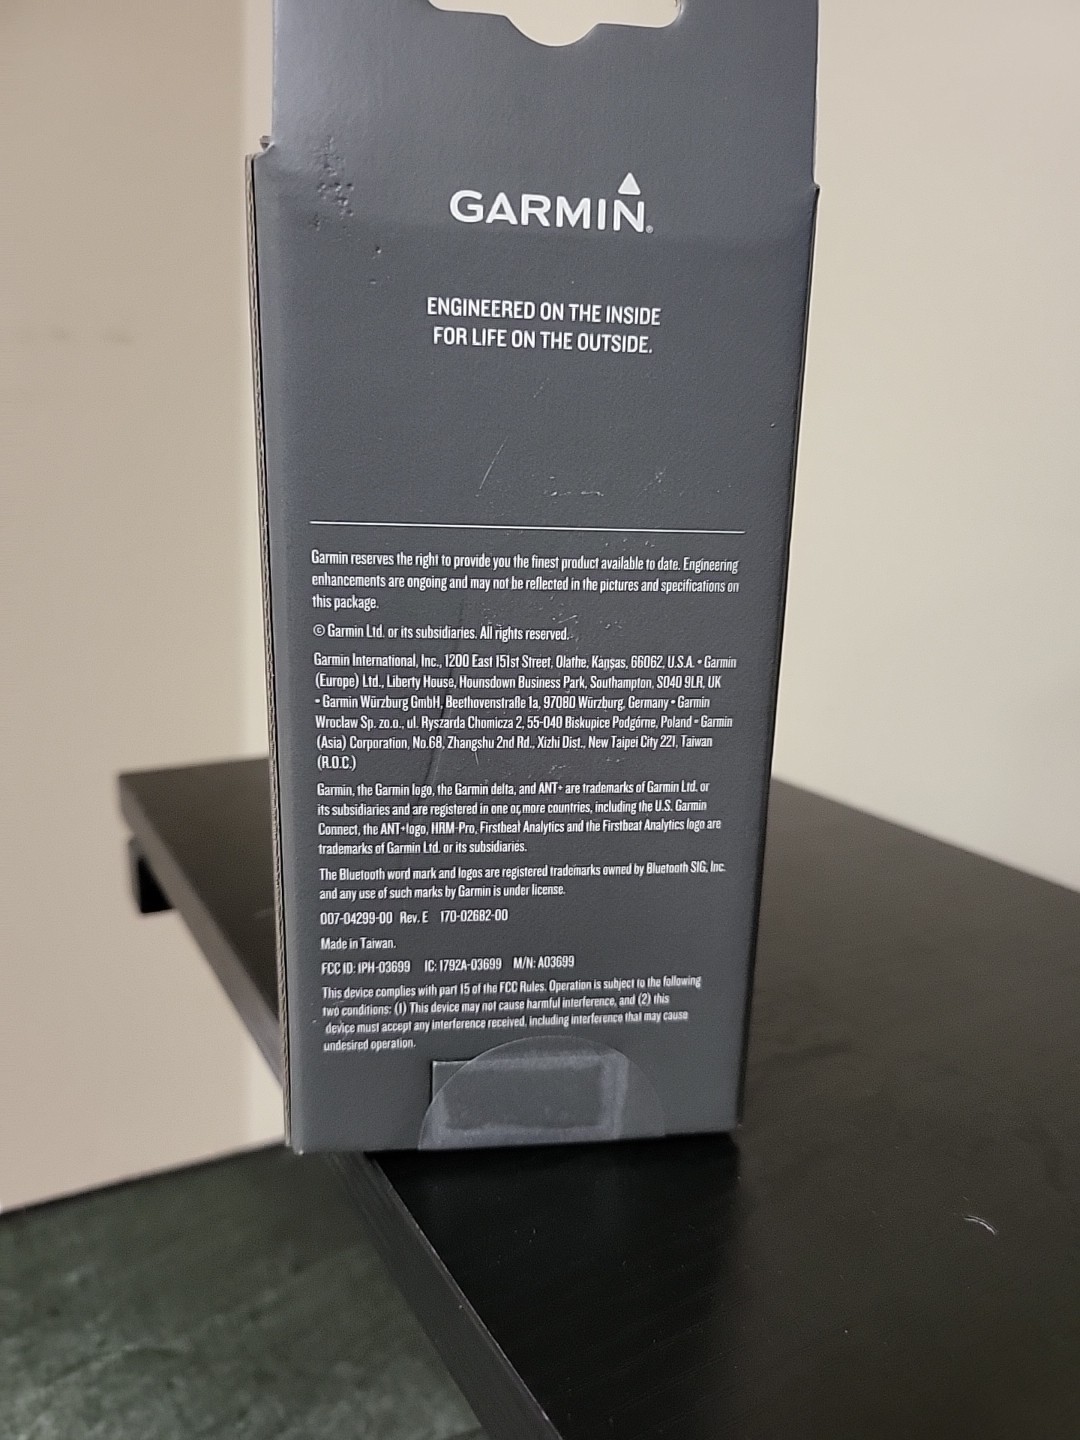 GARMIN®
ENGINEERED ON THE INSIDE
FOR LIFE ON THE OUTSIDE.
Garmin reserves the right to provide you the finest product available to date. Engineering
enhancements are ongoing and may not be reflected in the pictures and specifications on
this package.
© Garmin Ltd. or its subsidiaries. All rights reserved.
Garmin International, Inc., 1200 East 151st Street, Olathe, Kansas, 66062, U.S.A. • Garmin
(Europe) Ltd., Liberty House, Hounsdown Business Park, Southampton, SO40 9LR, UK
• Garmin Würzburg GmbH, Beethovenstraße 1a, 97080 Würzburg, Germany • Garmin
Wroclaw Sp. zo.o., ul. Ryszarda Chomicza 2, 55-040 Biskupice Podgórne, Poland • Garmin
(Asia) Corporation, No.68, Zhangshu 2nd Rd., Xizhi Dist., New Taipei City 221, Taiwan
(R.O.C.)
Garmin, the Garmin logo, the Garmin delta, and ANT+ are trademarks of Garmin Ltd. or
its subsidiaries and are registered in one or more countries, including the U.S. Garmin
Connect, the ANT+logo, HRM-Pro, Firstbeat Analytics and the Firstbeat Analytics logo are
trademarks of Garmin Ltd. or its subsidiaries.
The Bluetooth word mark and logos are registered trademarks owned by Bluetooth SIG, Inc.
and any use of such marks by Garmin is under license.
007-04299-00 Rev. E 170-02682-00
Made in Taiwan.
FCC ID: IPH-03699 IC: 1792A-03699 M/N: A03699
This device complies with part 15 of the FCC Rules. Operation is subject to the following
two conditions: (1) This device may not cause harmful interference, and (2) this
device must accept any interference received, including interference that may cause
undesired operation.